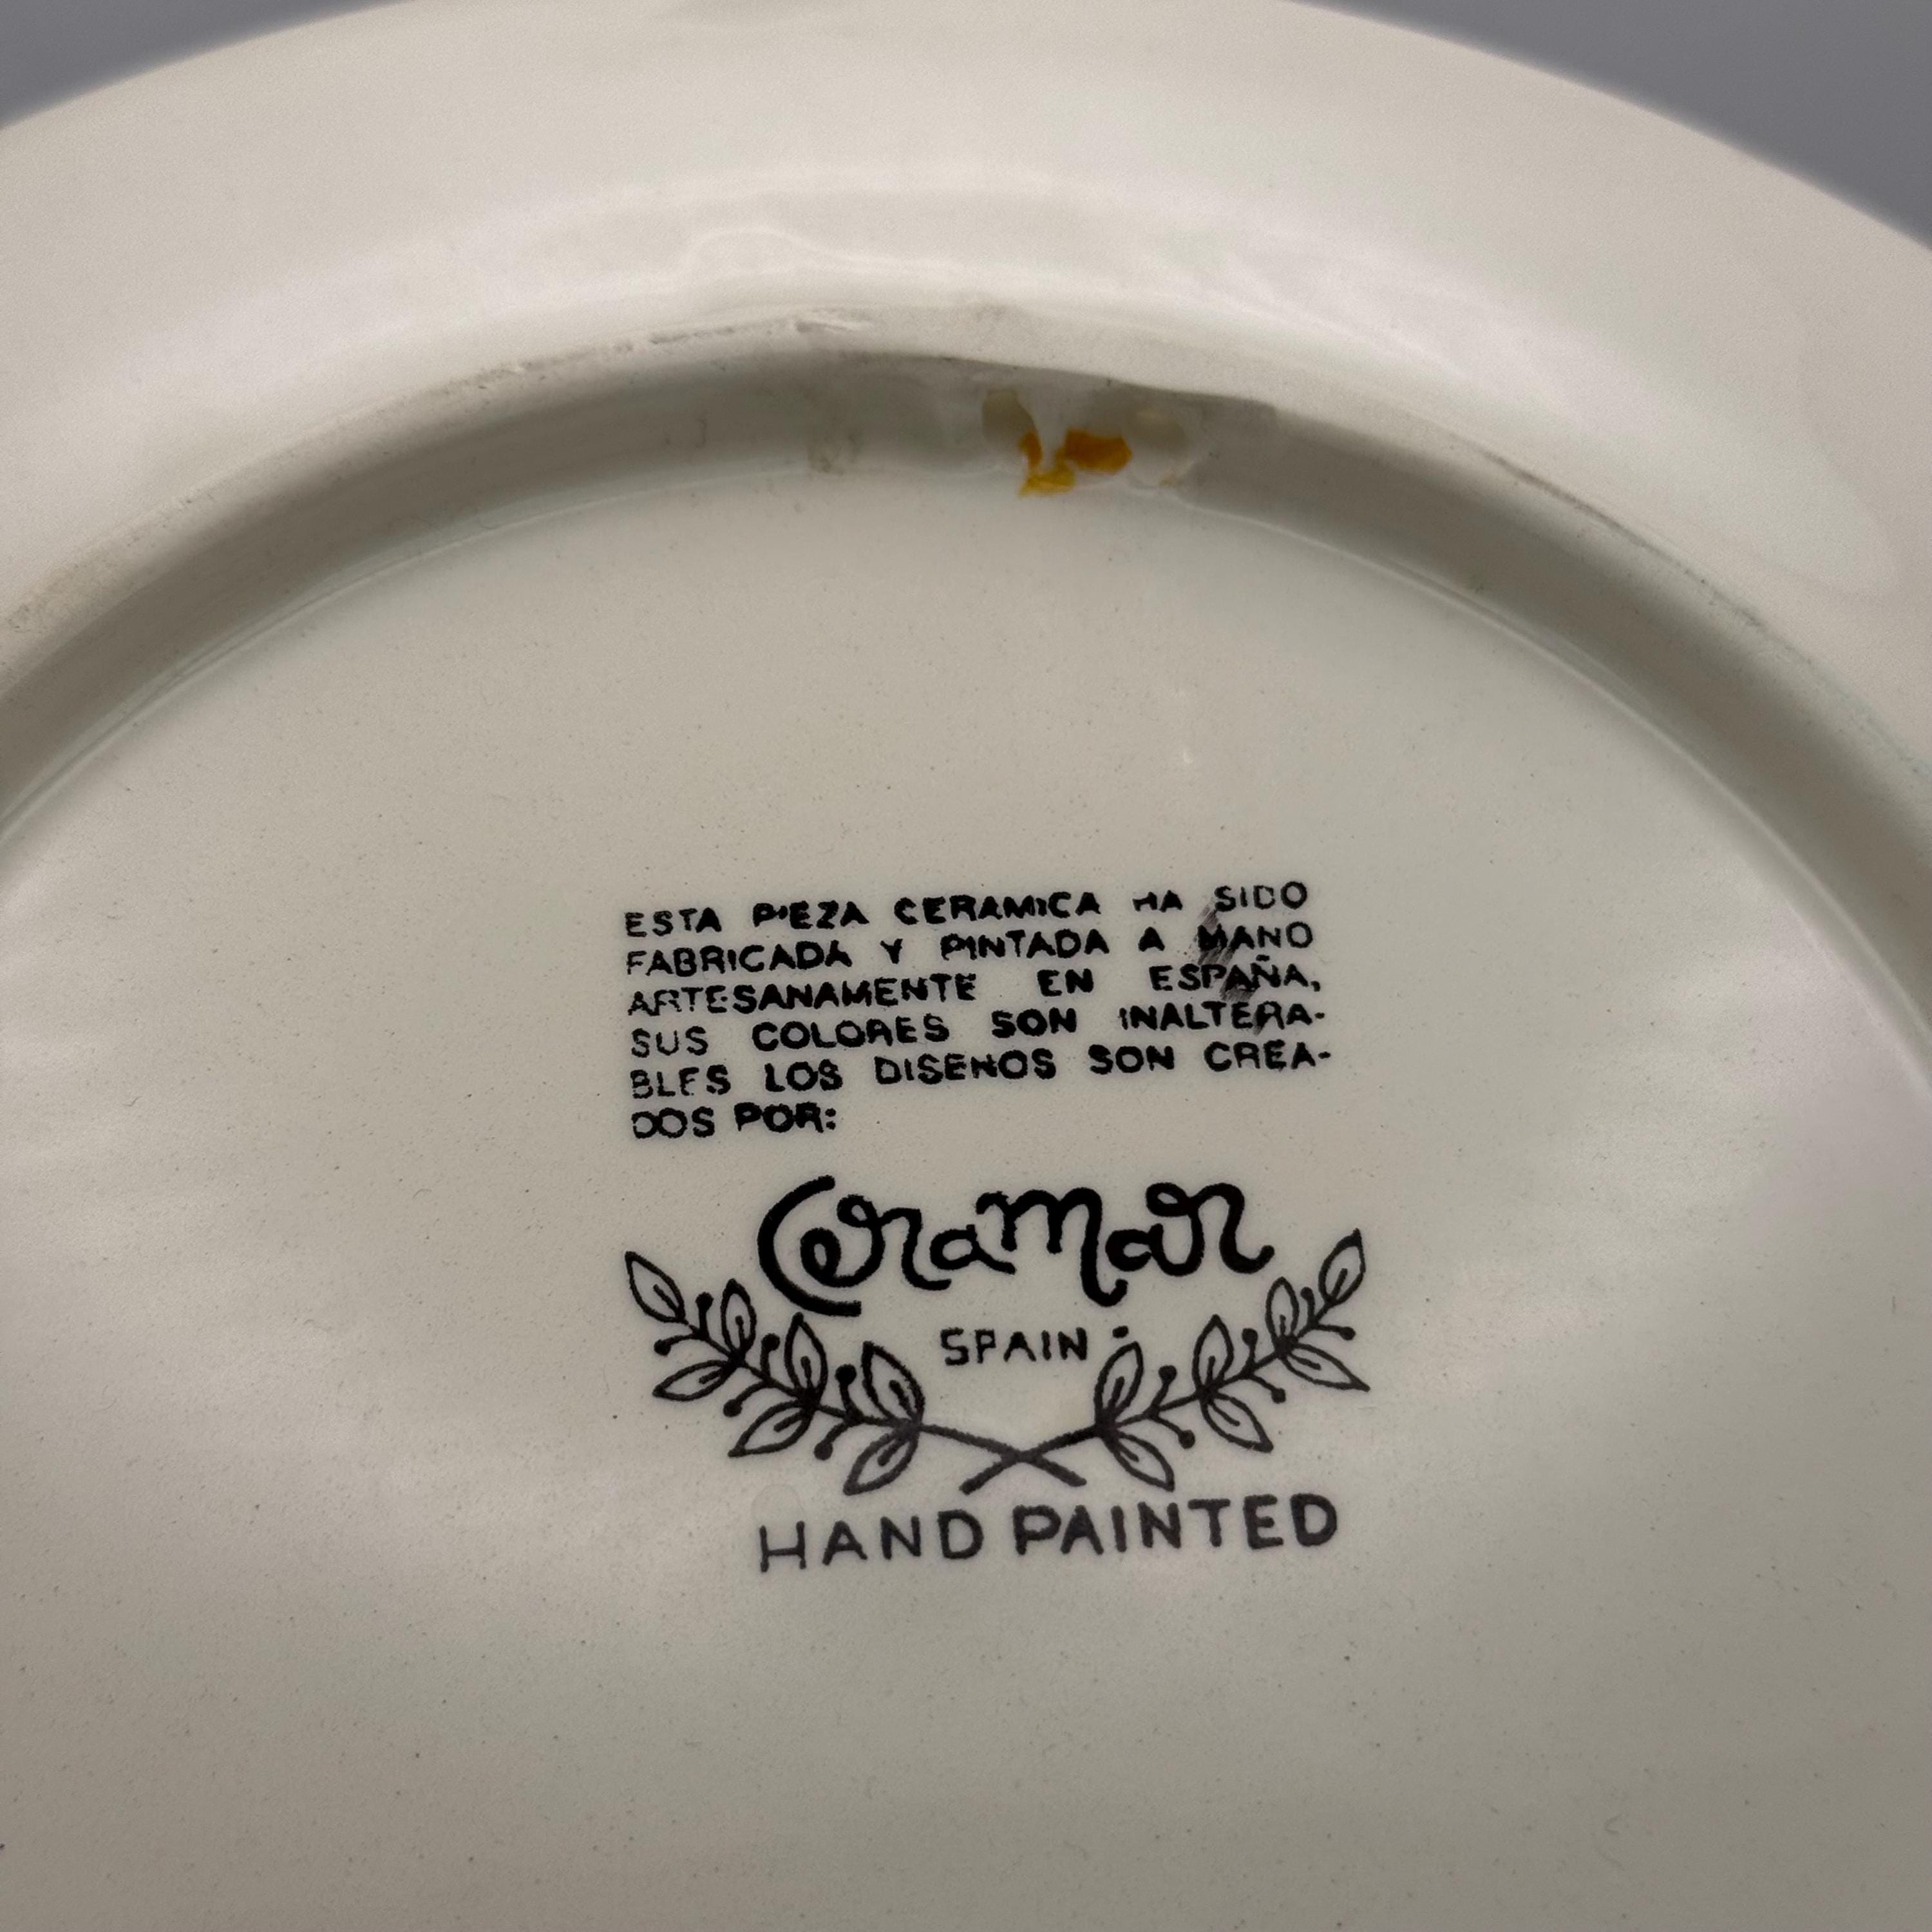 ESTA PIEZA CERAMICA HA SIDO
FABRICADA Y PINTADA A MANO
ARTESANAMENTE EN ESPAÑA,
SUS COLORES SON INALTERA-
BLES LOS DISENOS SON CREA-
DOS POR:
Ceramar
SPAIN
HAND PAINTED